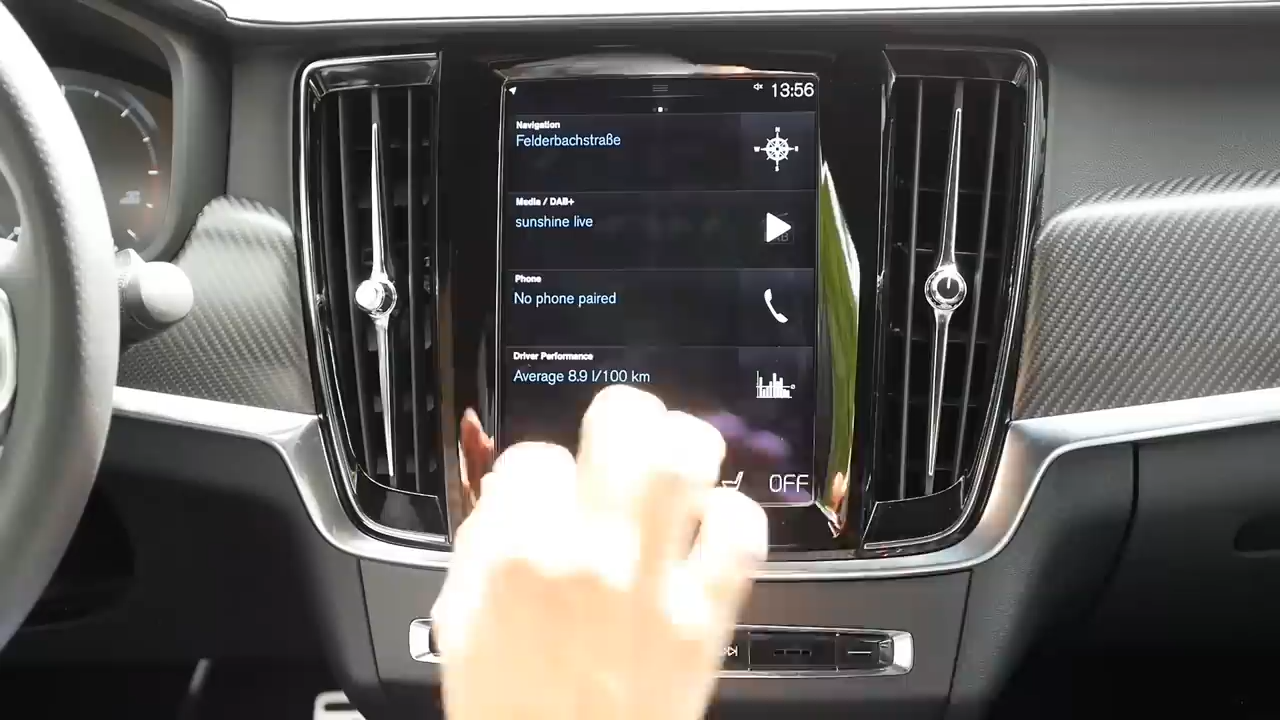 13:56
Navigation
Felderbachstraße
Media / DAB+
sunshine live
Phone
No phone paired
Driver Performance
Average 8.9 l/100 km
OFF